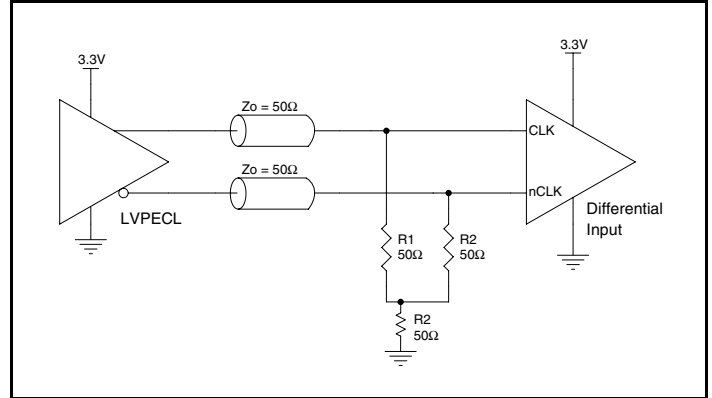 3.3V
3.3V
Zo = 50Ω
CLK
Zo = 50Ω
nCLK
LVPECL
Differential
Input
R1
50Ω
R2
50Ω
R2
50Ω